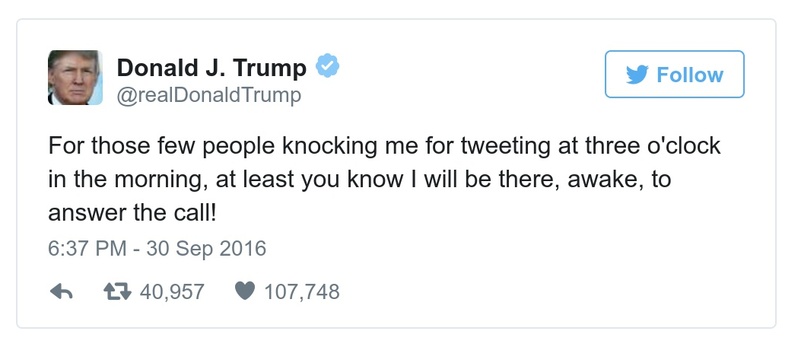 Donald J. Trump
@realDonaldTrump
Follow
For those few people knocking me for tweeting at three o'clock
in the morning, at least you know I will be there, awake, to
answer the call!
6:37 PM - 30 Sep 2016
40,957 107,748